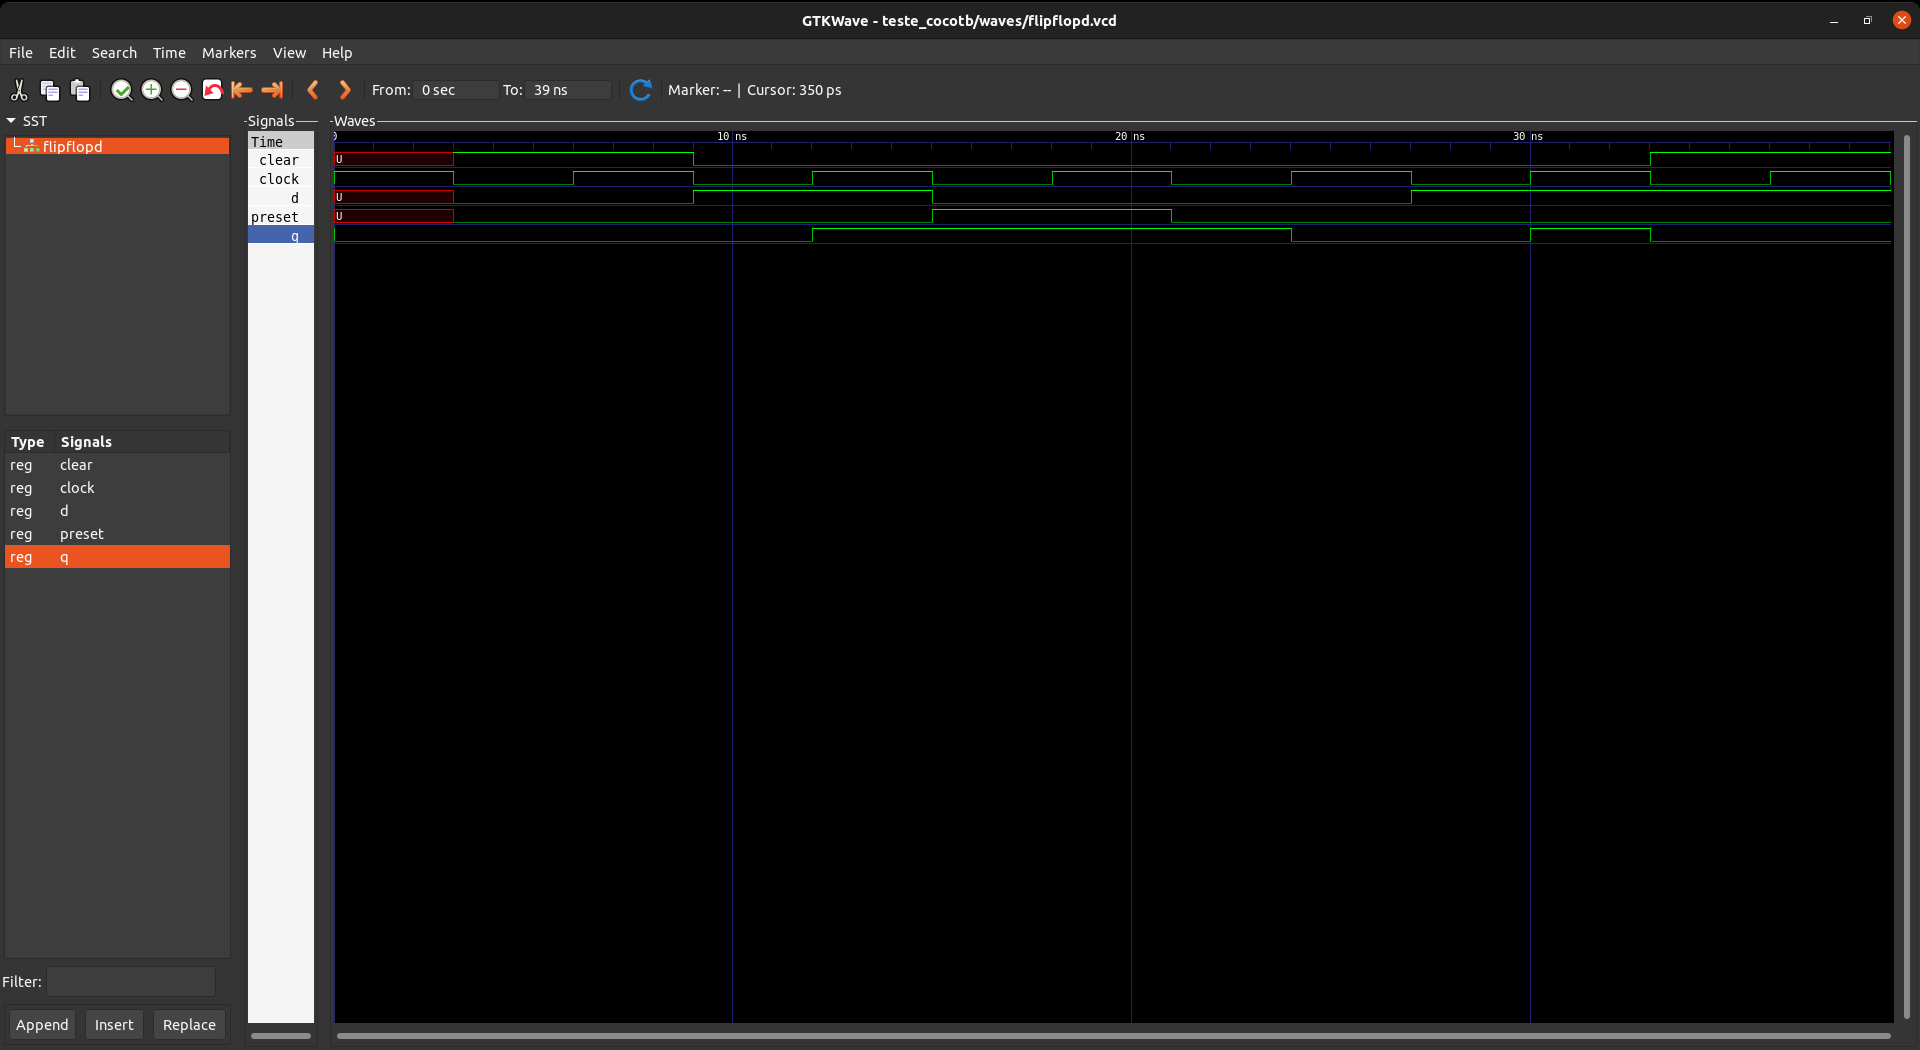 GTKWave - teste_cocotb/waves/flipflopd.vcd
File Edit Search Time Markers View Help
From: 0 sec To: 39 ns Marker: -- | Cursor: 350 ps
SST
flipflopd
Type Signals
reg clear
reg clock
reg d
reg preset
reg q
Filter:
Append Insert Replace
Signals
Time
clear
clock
d
preset
q
Waves
0 10 ns 20 ns 30 ns
U
U
U